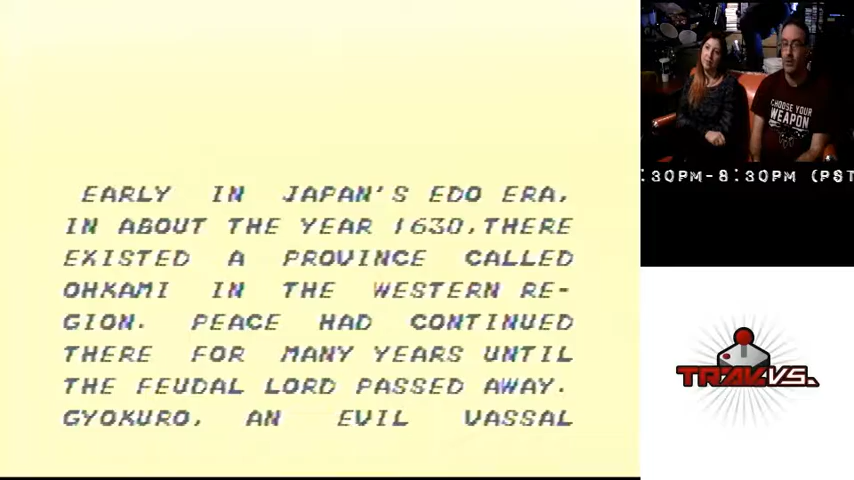 EARLY IN JAPAN'S EDO ERA,
IN ABOUT THE YEAR 1630, THERE
EXISTED A PROVINCE CALLED
OHKAMI IN THE WESTERN RE-
GION. PEACE HAD CONTINUED
THERE FOR MANY YEARS UNTIL
THE FEUDAL LORD PASSED AWAY.
GYOKURO, AN EVIL VASSAL
CHOOSE YOUR
WEAPON
:30PM-8:30PM (PST
TRAVVS.